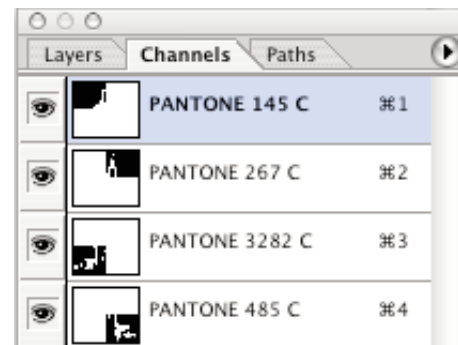 Layers Channels Paths
PANTONE 145 C ⌘1
PANTONE 267 C ⌘2
PANTONE 3282 C ⌘3
PANTONE 485 C ⌘4